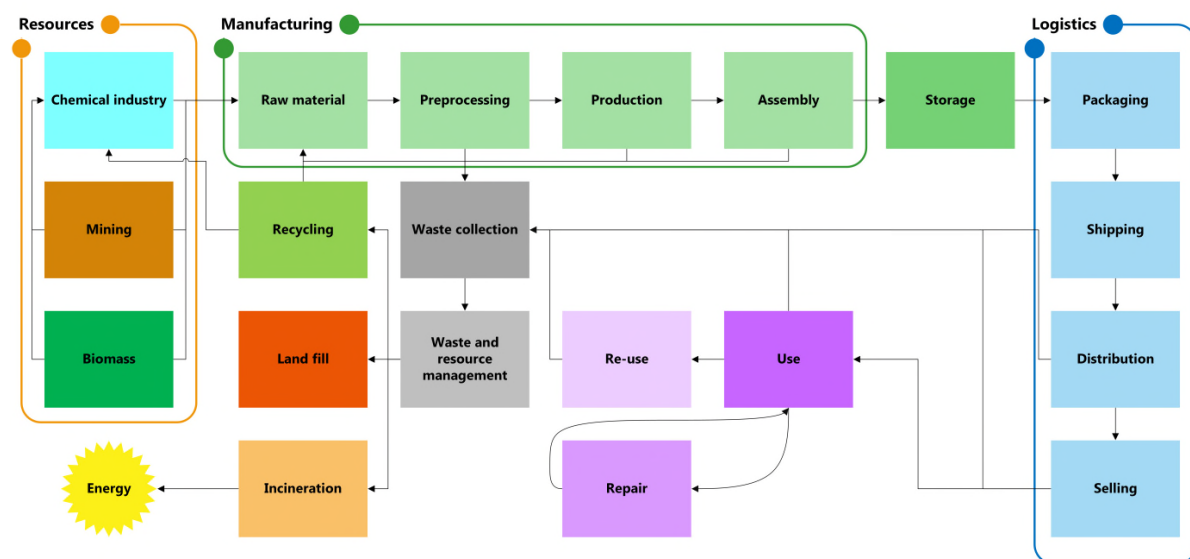 Resources
Manufacturing
Logistics
Chemical industry
Raw material
Preprocessing
Production
Assembly
Storage
Packaging
Mining
Recycling
Waste collection
Shipping
Biomass
Land fill
Waste and
resource
management
Re-use
Use
Distribution
Energy
Incineration
Repair
Selling